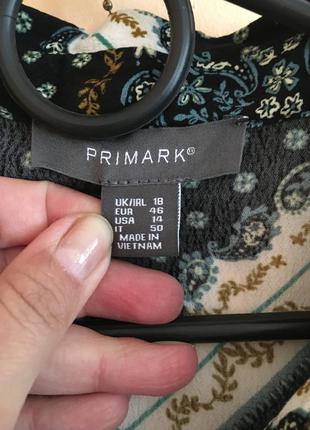 PRIMARK®
UK/IRL 18
EUR 46
USA 14
IT 50
MADE IN
VIETNAM